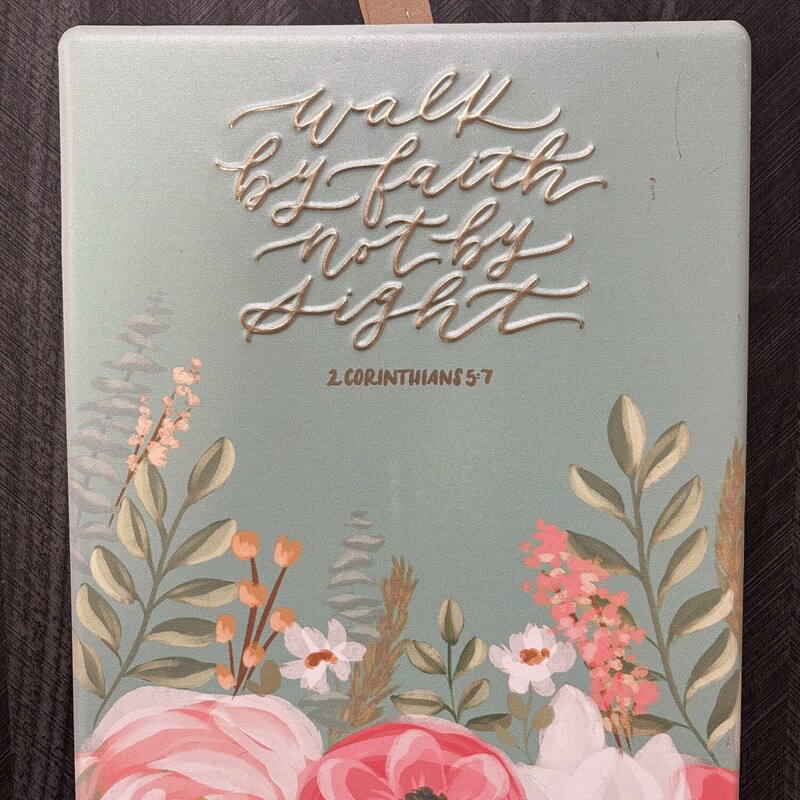 walk
by faith
not by
sight
2 CORINTHIANS 5:7